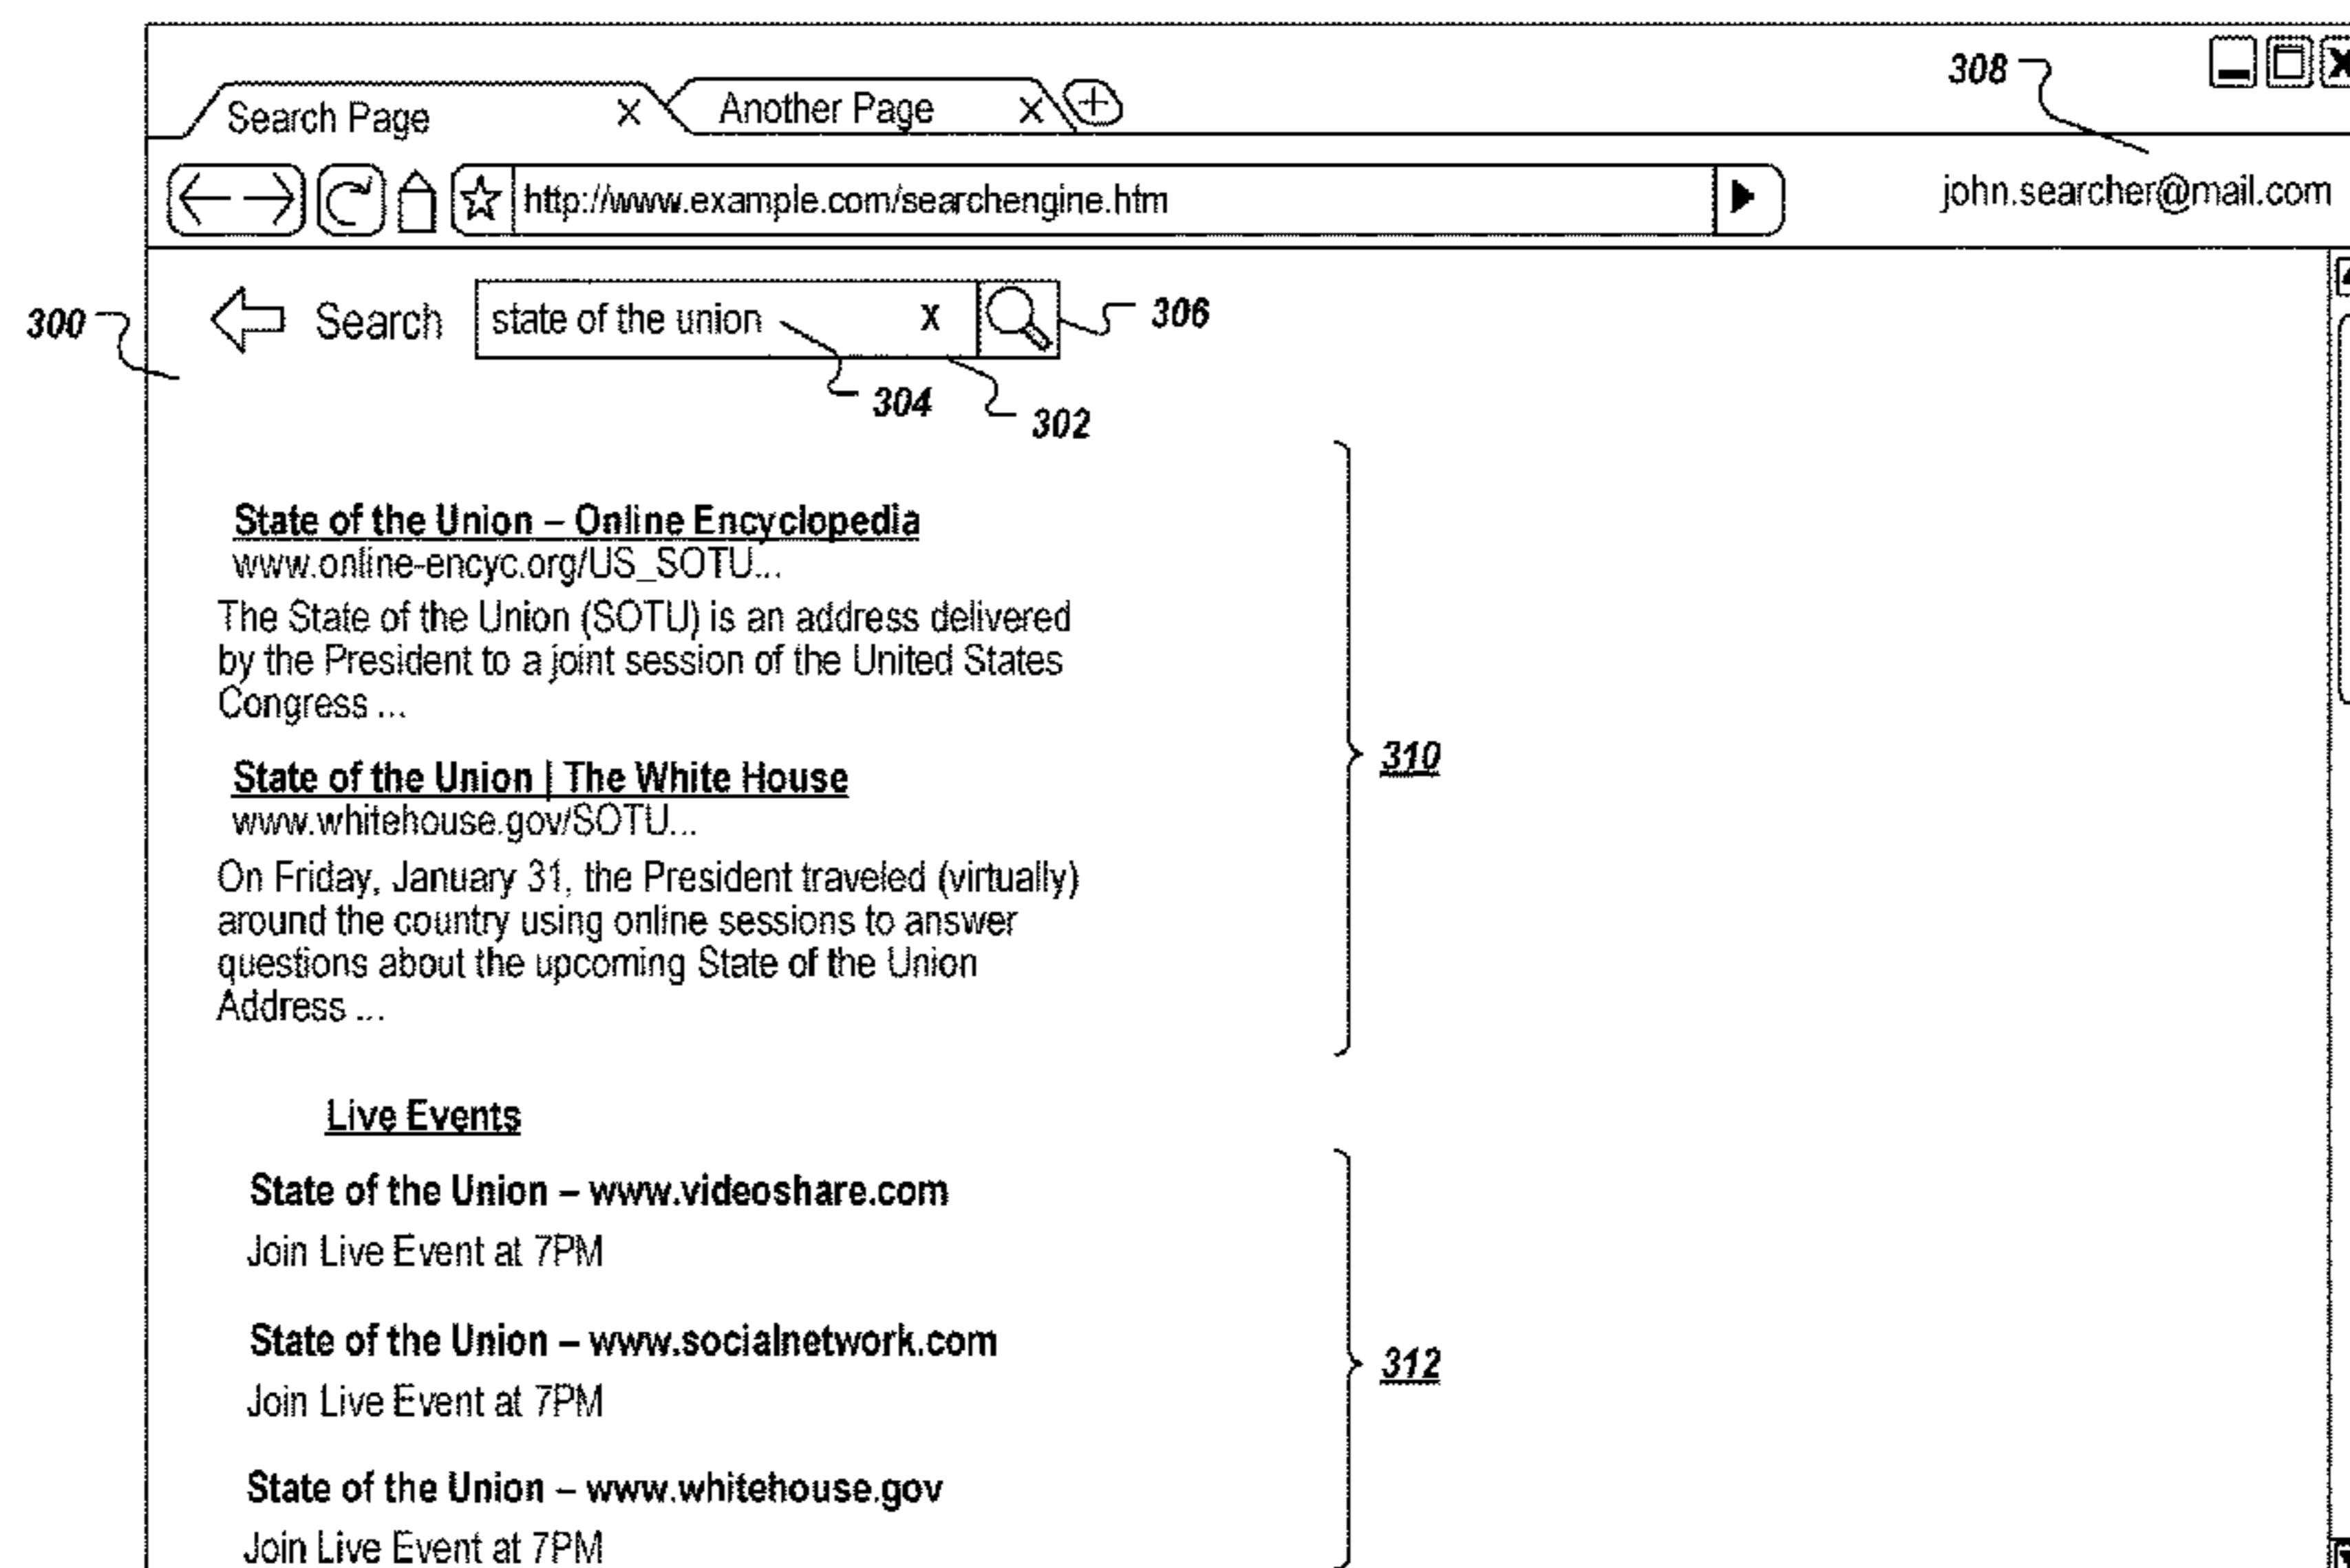 308
Search Page X Another Page X
http://www.example.com/searchengine.htm
john.searcher@mail.com
300
Search
state of the union x
306
304
302
State of the Union – Online Encyclopedia
www.online-encyc.org/US_SOTU...
The State of the Union (SOTU) is an address delivered
by the President to a joint session of the United States
Congress ...
310
State of the Union | The White House
www.whitehouse.gov/SOTU...
On Friday, January 31, the President traveled (virtually)
around the country using online sessions to answer
questions about the upcoming State of the Union
Address ...
Live Events
State of the Union – www.videoshare.com
Join Live Event at 7PM
State of the Union – www.socialnetwork.com
312
Join Live Event at 7PM
State of the Union – www.whitehouse.gov
Join Live Event at 7PM